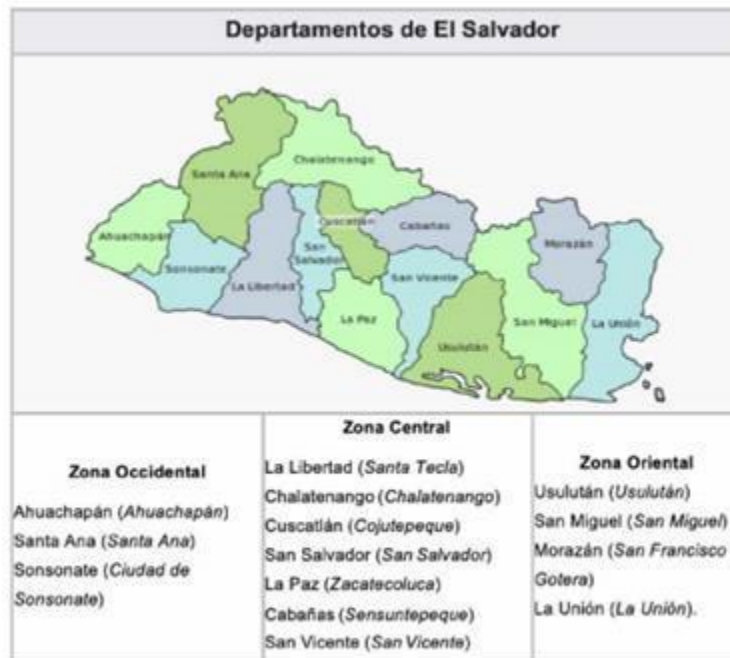 Departamentos de El Salvador
Chalatenango
Santa Ana
Cuscatlán
Cabañas
Ahuachapán
Morazán
San
Salvador
Sonsonate
San Vicente
La Libertad
La Paz
San Miguel
La Unión
Usulután
Zona Occidental
Ahuachapán (Ahuachapán)
Santa Ana (Santa Ana)
Sonsonate (Ciudad de
Sonsonate)
Zona Central
La Libertad (Santa Tecla)
Chalatenango (Chalatenango)
Cuscatlán (Cojutepeque)
San Salvador (San Salvador)
La Paz (Zacatecoluca)
Cabañas (Sensuntepeque)
San Vicente (San Vicente)
Zona Oriental
Usulután (Usulután)
San Miguel (San Miguel)
Morazán (San Francisco
Gotera)
La Unión (La Unión).